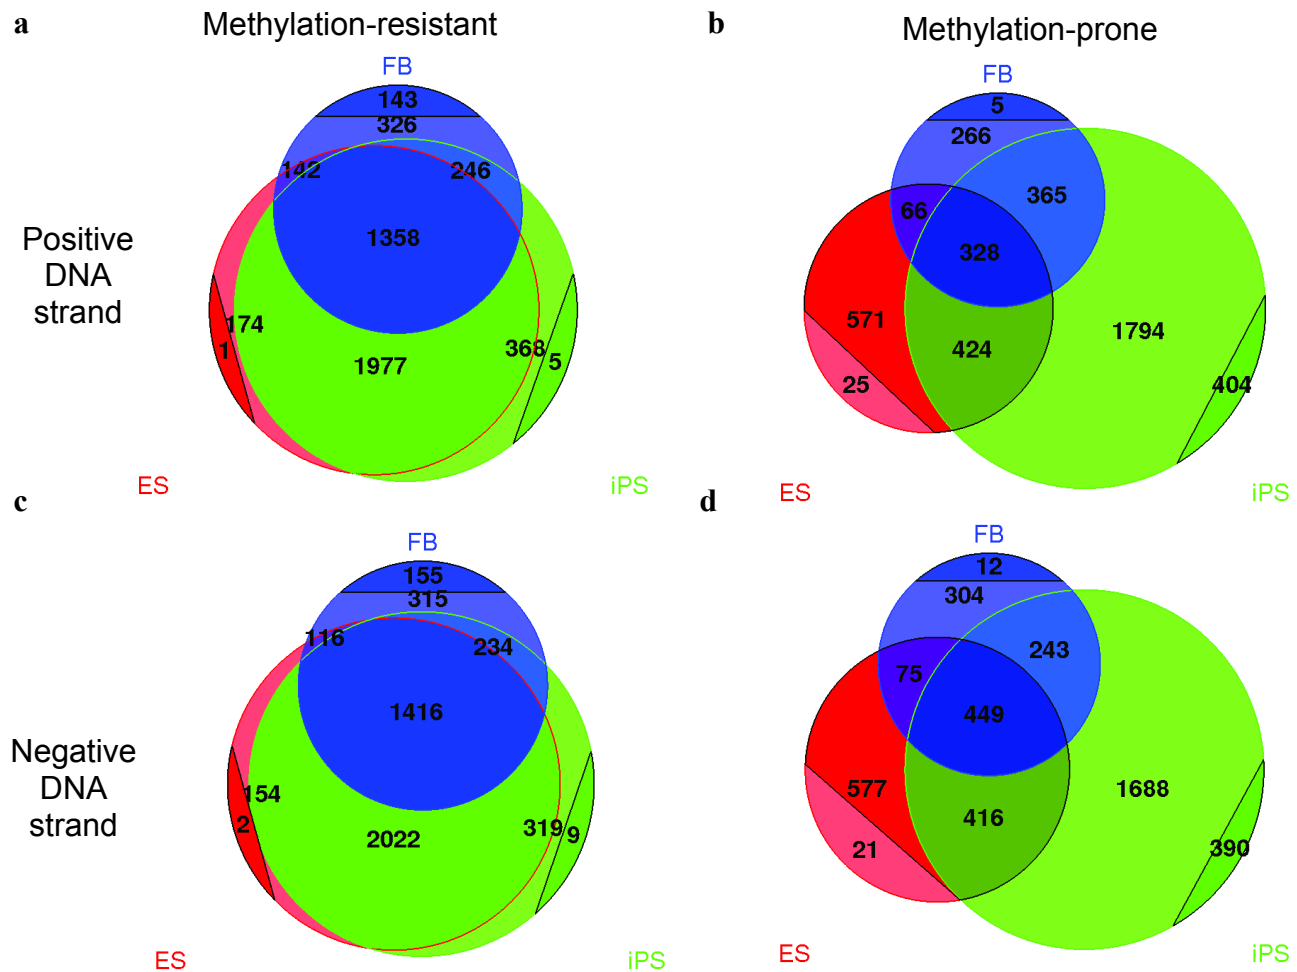 a
Methylation-resistant
b
Methylation-prone
FB
143
326
142
246
1358
174
1
1977
368
5
ES
iPS
FB
5
266
365
66
328
571
424
1794
25
404
ES
iPS
Positive
DNA
strand
c
d
FB
155
315
116
234
1416
154
2
2022
319
9
ES
iPS
FB
12
304
243
75
449
577
416
1688
21
390
ES
iPS
Negative
DNA
strand